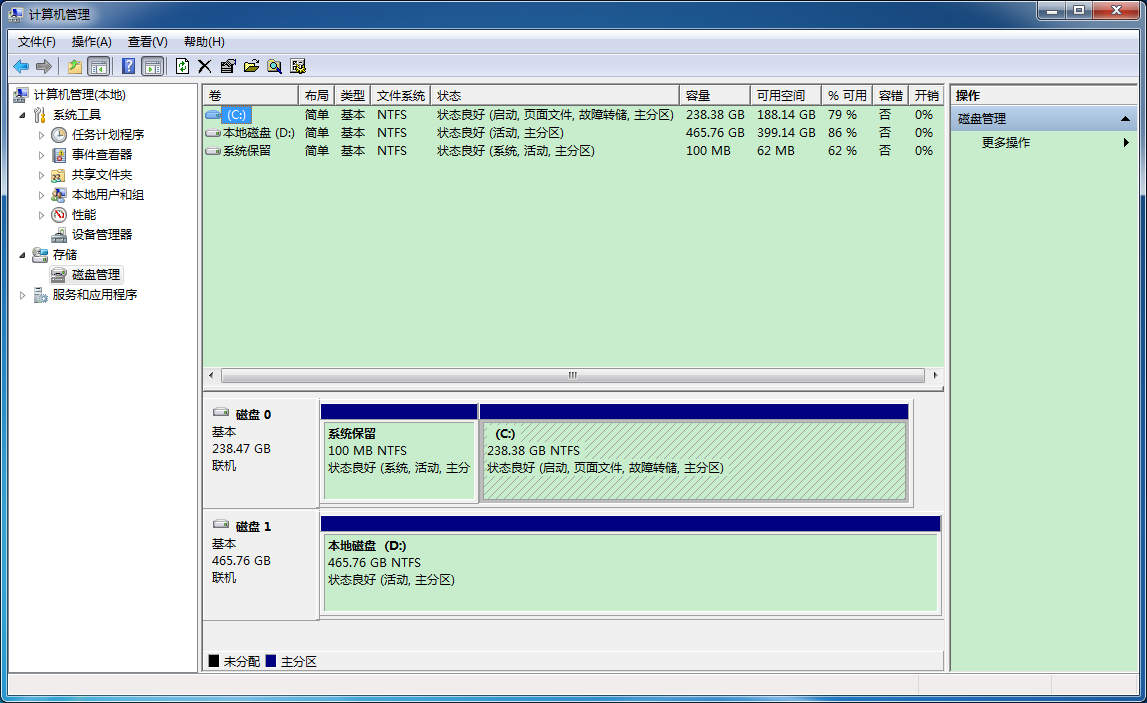 计算机管理
文件(F) 操作(A) 查看(V) 帮助(H)
计算机管理(本地)
系统工具
任务计划程序
事件查看器
共享文件夹
本地用户和组
性能
设备管理器
存储
磁盘管理
服务和应用程序
卷 布局 类型 文件系统 状态 容量 可用空间 % 可用 容错 开销
(C:) 简单 基本 NTFS 状态良好 (启动, 页面文件, 故障转储, 主分区) 238.38 GB 188.14 GB 79 % 否 0%
本地磁盘 (D:) 简单 基本 NTFS 状态良好 (活动, 主分区) 465.76 GB 399.14 GB 86 % 否 0%
系统保留 简单 基本 NTFS 状态良好 (系统, 活动, 主分区) 100 MB 62 MB 62 % 否 0%
磁盘 0
基本
238.47 GB
联机
系统保留
100 MB NTFS
状态良好 (系统, 活动, 主分
(C:)
238.38 GB NTFS
状态良好 (启动, 页面文件, 故障转储, 主分区)
磁盘 1
基本
465.76 GB
联机
本地磁盘 (D:)
465.76 GB NTFS
状态良好 (活动, 主分区)
未分配 主分区
操作
磁盘管理
更多操作